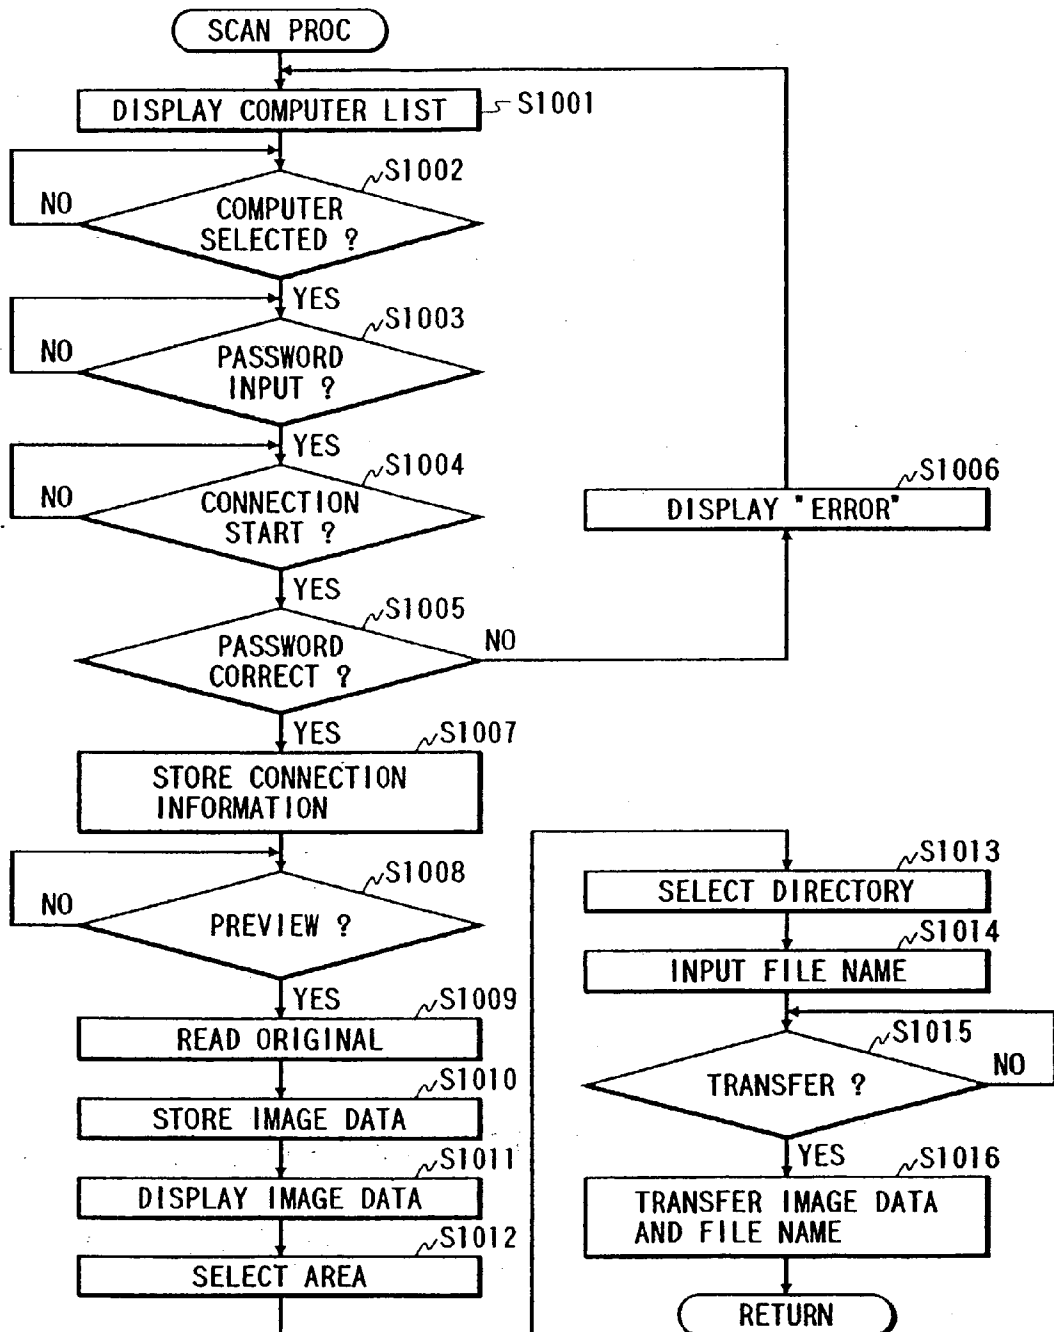 SCAN PROC
DISPLAY COMPUTER LIST
S1001
S1002
NO
COMPUTER
SELECTED ?
YES
S1003
NO
PASSWORD
INPUT ?
YES
S1004
NO
CONNECTION
START ?
YES
S1005
PASSWORD
CORRECT ?
NO
S1006
DISPLAY "ERROR"
YES
S1007
STORE CONNECTION
INFORMATION
S1008
NO
PREVIEW ?
YES
S1009
READ ORIGINAL
S1010
STORE IMAGE DATA
S1011
DISPLAY IMAGE DATA
S1012
SELECT AREA
S1013
SELECT DIRECTORY
S1014
INPUT FILE NAME
S1015
NO
TRANSFER ?
YES
S1016
TRANSFER IMAGE DATA
AND FILE NAME
RETURN